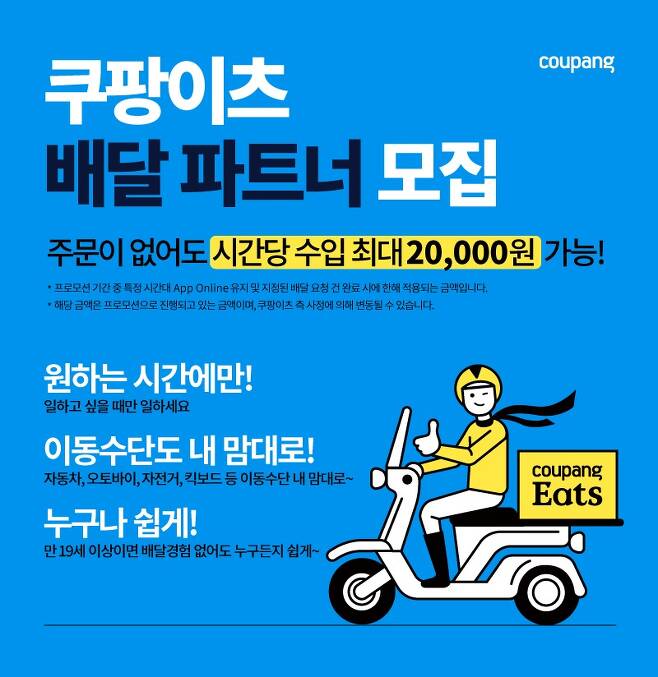 coupang
쿠팡이츠
배달 파트너 모집
주문이 없어도 시간당 수입 최대 20,000원 가능!
* 프로모션 기간 중 특정 시간대 App Online 유지 및 지정된 배달 요청 건 완료 시에 한해 적용되는 금액입니다.
* 해당 금액은 프로모션으로 진행되고 있는 금액이며, 쿠팡이츠 측 사정에 의해 변동될 수 있습니다.
원하는 시간에만!
일하고 싶을 때만 일하세요
이동수단도 내 맘대로!
자동차, 오토바이, 자전거, 킥보드 등 이동수단 내 맘대로~
누구나 쉽게!
만 19세 이상이면 배달경험 없어도 누구든지 쉽게~
coupang
Eats